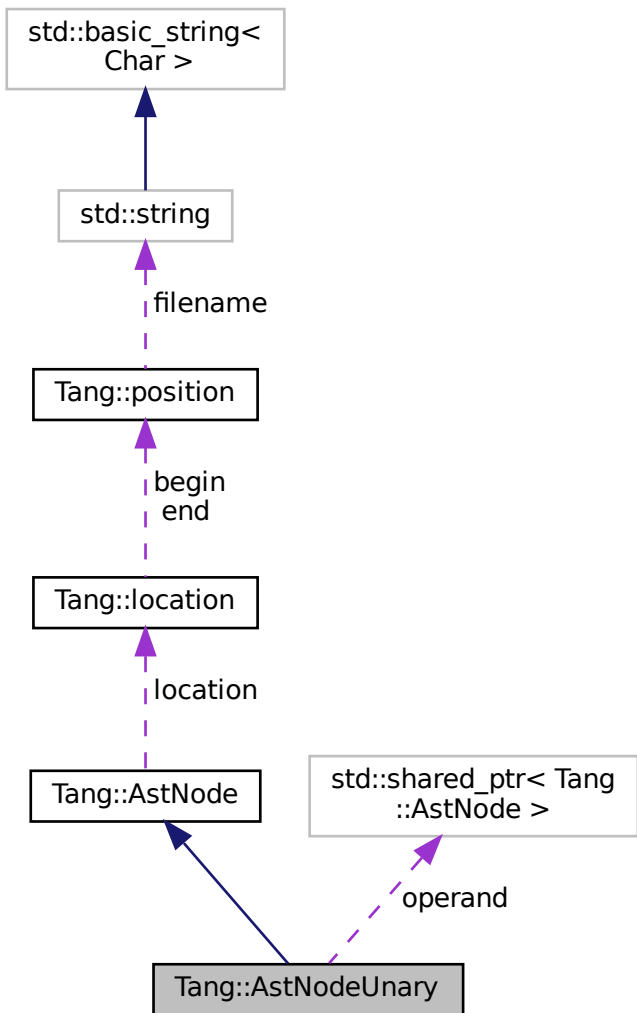 std::basic_string<
Char >
std::string
filename
Tang::position
begin
end
Tang::location
location
Tang::AstNode
std::shared_ptr< Tang
::AstNode >
operand
Tang::AstNodeUnary